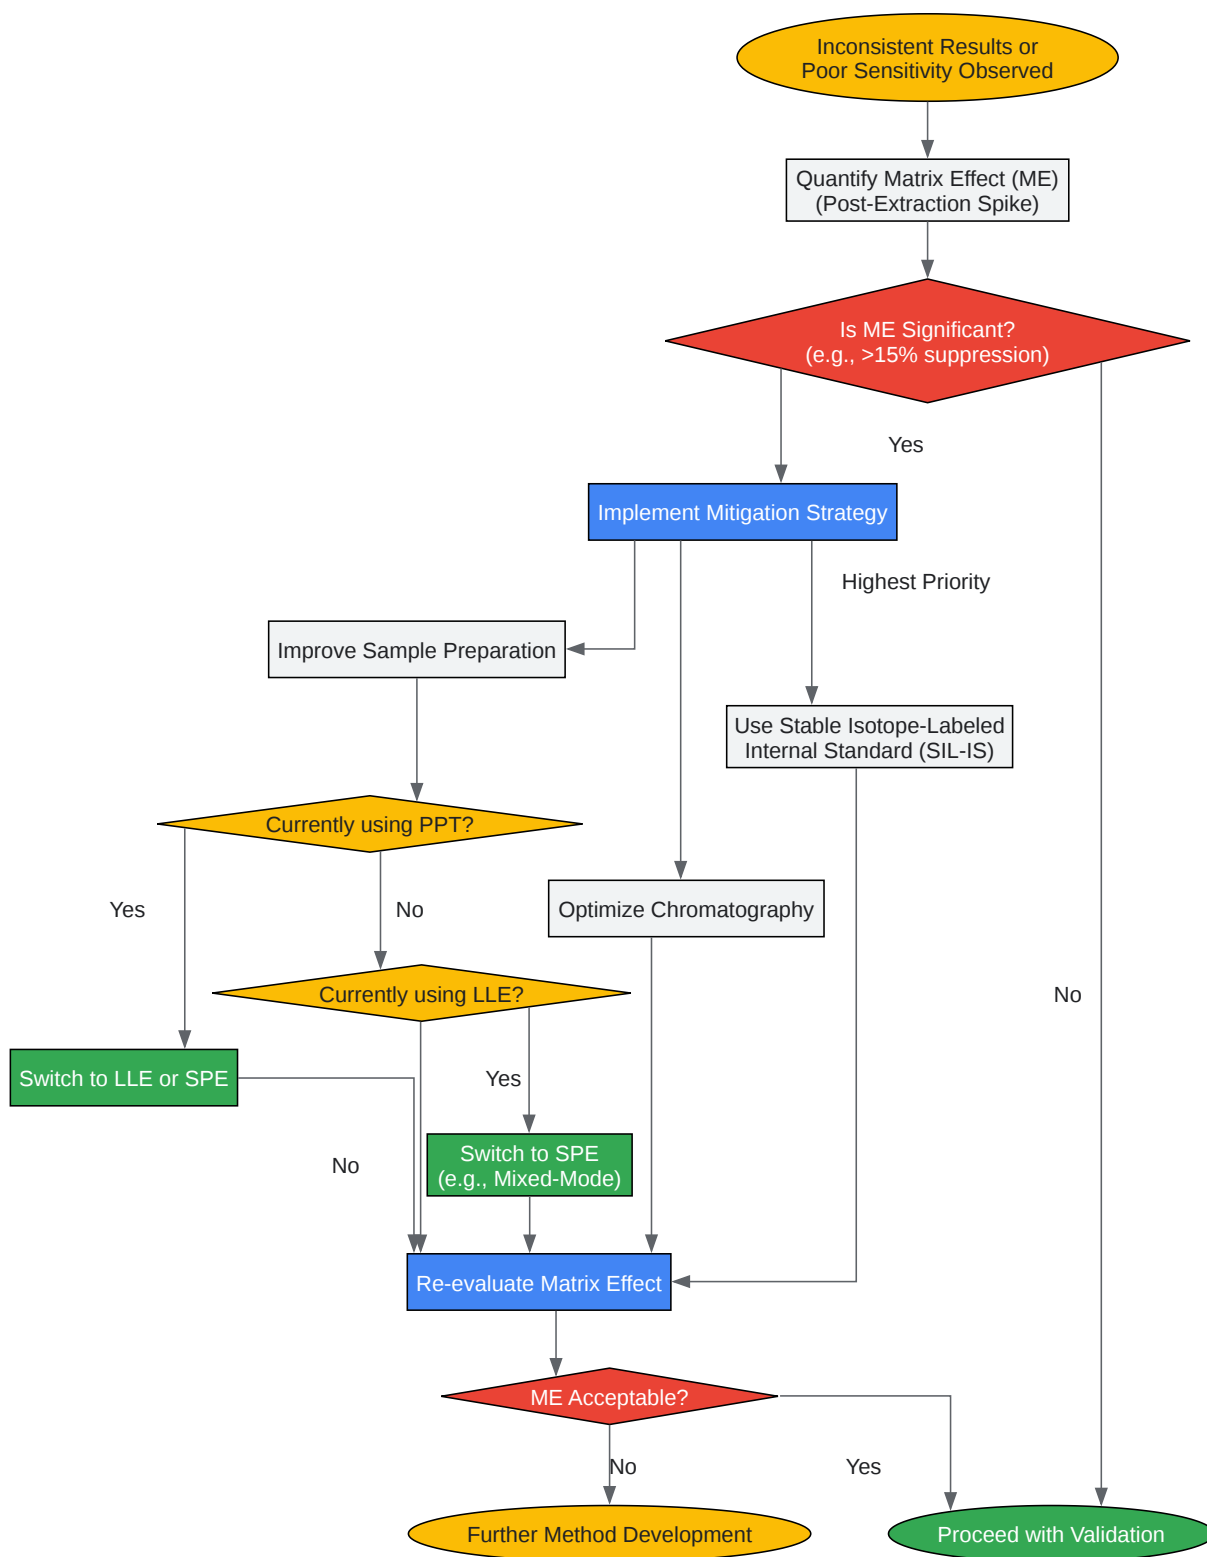 Inconsistent Results or
Poor Sensitivity Observed
Quantify Matrix Effect (ME)
(Post-Extraction Spike)
Is ME Significant?
(e.g., >15% suppression)
Yes
Implement Mitigation Strategy
Highest Priority
Improve Sample Preparation
Use Stable Isotope-Labeled
Internal Standard (SIL-IS)
Currently using PPT?
Yes
No
Optimize Chromatography
Currently using LLE?
No
Switch to LLE or SPE
Yes
Switch to SPE
(e.g., Mixed-Mode)
No
Re-evaluate Matrix Effect
ME Acceptable?
No
Yes
Further Method Development
Proceed with Validation